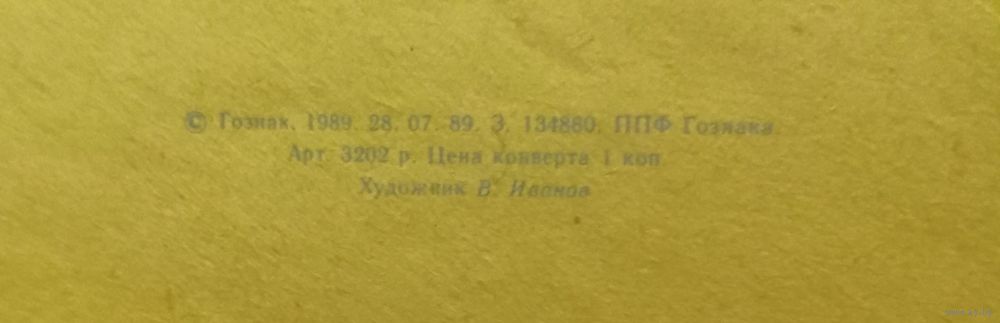 © Гознак. 1989. 28. 07. 89. З. 134880. ППФ Гознака.
Арт. 3202 р. Цена конверта 1 коп.
Художник В. Иванов